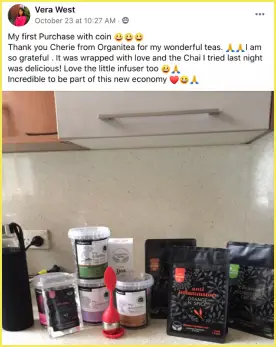 Vera West
October 23 at 10:27 AM ·
My first Purchase with coin 😀😀😀
Thank you Cherie from Organitea for my wonderful teas. 🙏🙏I am
so grateful . It was wrapped with love and the Chai I tried last night
was delicious! Love the little infuser too 😀🙏
Incredible to be part of this new economy ❤️😀🙏
anti
inflammatory
ORANGE